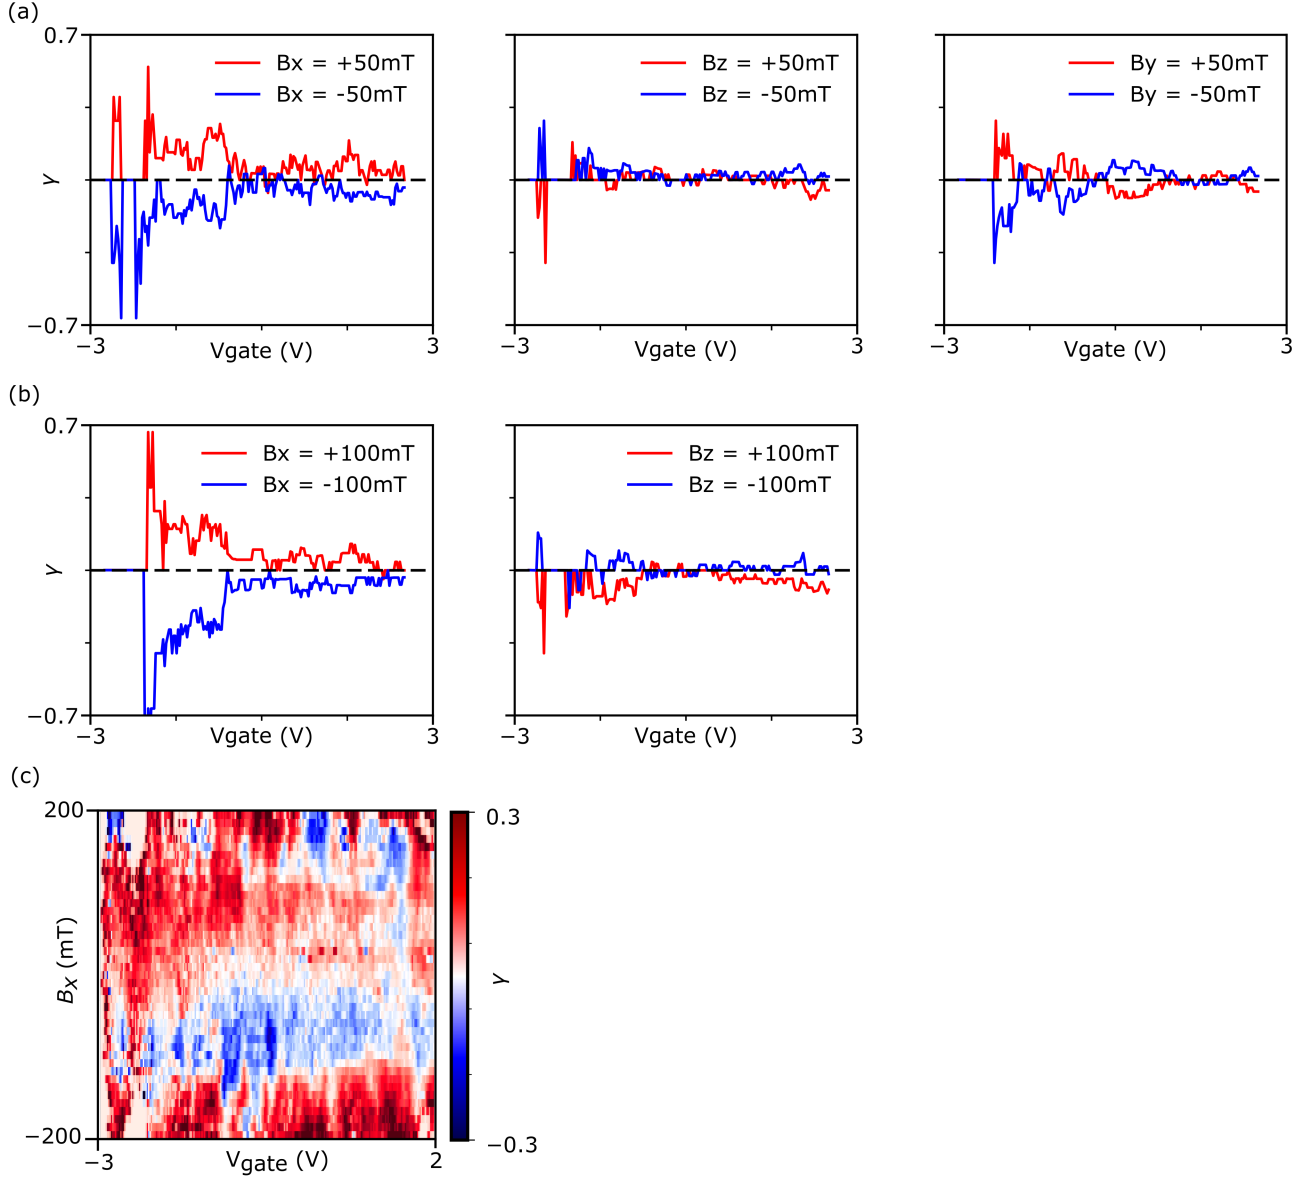 (a)
0.7
γ
−0.7
−3
Vgate (V)
3
Bx = +50mT
Bx = -50mT
−3
Vgate (V)
3
Bz = +50mT
Bz = -50mT
−3
Vgate (V)
3
By = +50mT
By = -50mT
(b)
0.7
γ
−0.7
−3
Vgate (V)
3
Bx = +100mT
Bx = -100mT
−3
Vgate (V)
3
Bz = +100mT
Bz = -100mT
(c)
200
Bx (mT)
−200
−3
Vgate (V)
2
0.3
γ
−0.3